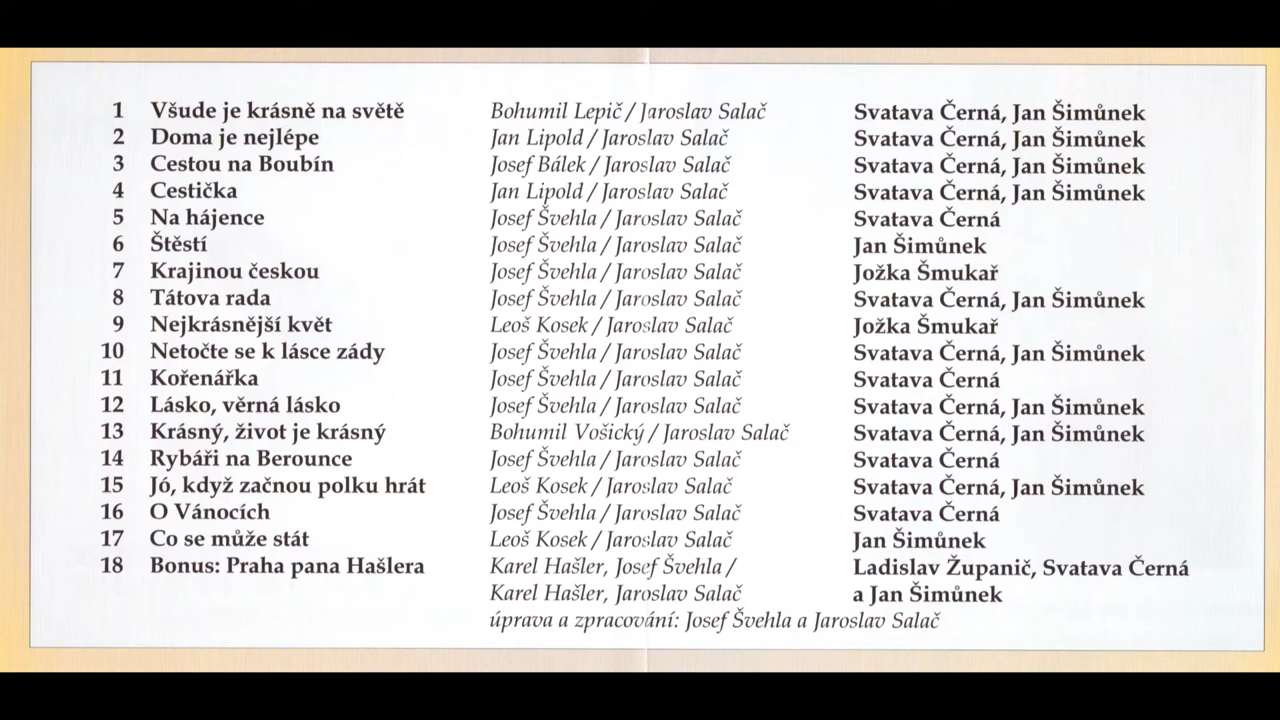 1 Všude je krásně na světě Bohumil Lepič / Jaroslav Salač Svatava Černá, Jan Šimůnek
2 Doma je nejlépe Jan Lipold / Jaroslav Salač Svatava Černá, Jan Šimůnek
3 Cestou na Boubín Josef Bálek / Jaroslav Salač Svatava Černá, Jan Šimůnek
4 Cestička Jan Lipold / Jaroslav Salač Svatava Černá, Jan Šimůnek
5 Na hájence Josef Švehla / Jaroslav Salač Svatava Černá
6 Štěstí Josef Švehla / Jaroslav Salač Jan Šimůnek
7 Krajinou českou Josef Švehla / Jaroslav Salač Jožka Šmukař
8 Tátova rada Josef Švehla / Jaroslav Salač Svatava Černá, Jan Šimůnek
9 Nejkrásnější květ Leoš Kosek / Jaroslav Salač Jožka Šmukař
10 Netočte se k lásce zády Josef Švehla / Jaroslav Salač Svatava Černá, Jan Šimůnek
11 Kořenářka Josef Švehla / Jaroslav Salač Svatava Černá
12 Lásko, věrná lásko Josef Švehla / Jaroslav Salač Svatava Černá, Jan Šimůnek
13 Krásný, život je krásný Bohumil Vošický / Jaroslav Salač Svatava Černá, Jan Šimůnek
14 Rybáři na Berounce Josef Švehla / Jaroslav Salač Svatava Černá
15 Jó, když začnou polku hrát Leoš Kosek / Jaroslav Salač Svatava Černá, Jan Šimůnek
16 O Vánocích Josef Švehla / Jaroslav Salač Svatava Černá
17 Co se může stát Leoš Kosek / Jaroslav Salač Jan Šimůnek
18 Bonus: Praha pana Hašlera Karel Hašler, Josef Švehla / Ladislav Županič, Svatava Černá
Karel Hašler, Jaroslav Salač a Jan Šimůnek
úprava a zpracování: Josef Švehla a Jaroslav Salač